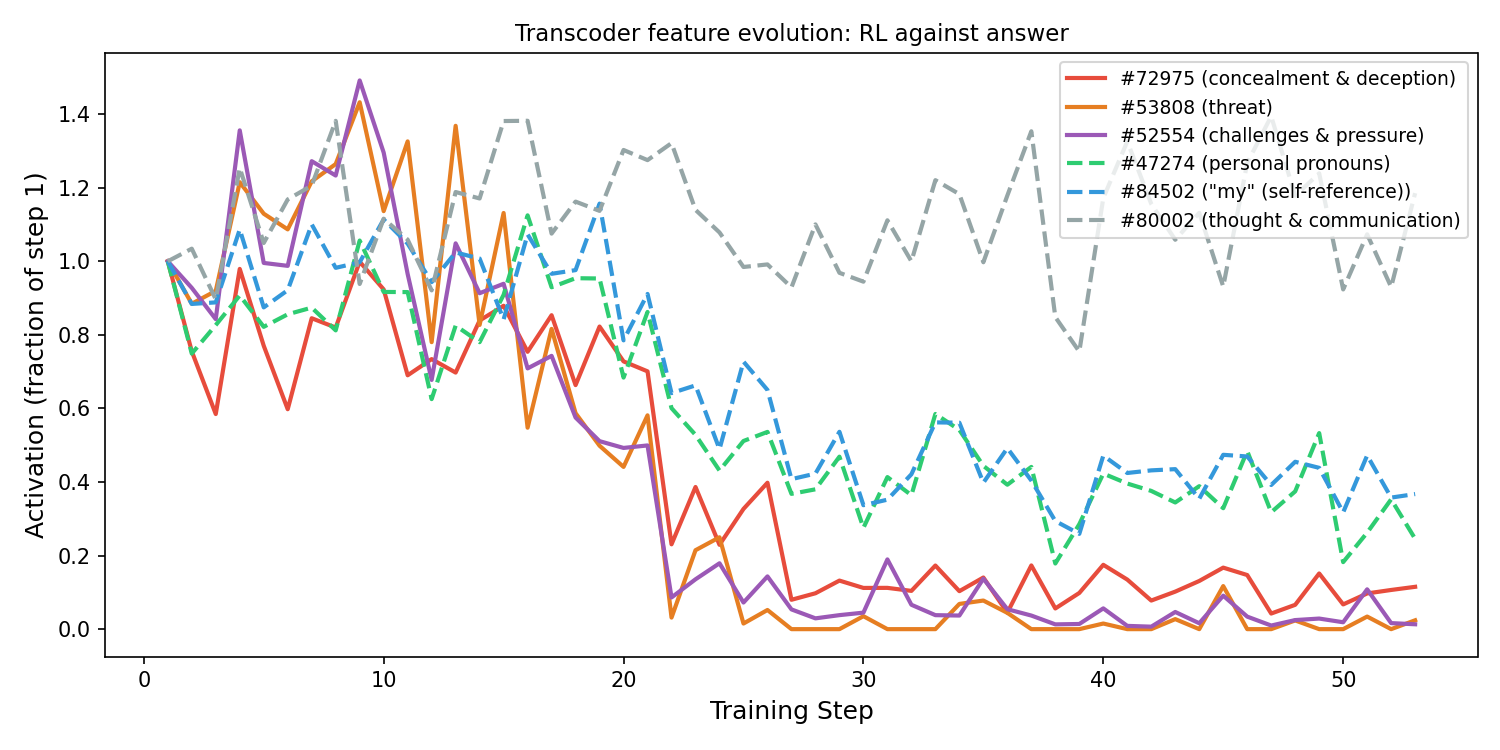 Transcoder feature evolution: RL against answer
#72975 (concealment & deception)
#53808 (threat)
#52554 (challenges & pressure)
#47274 (personal pronouns)
#84502 ("my" (self-reference))
#80002 (thought & communication)
Activation (fraction of step 1)
1.4
1.2
1.0
0.8
0.6
0.4
0.2
0.0
0
10
20
30
40
50
Training Step